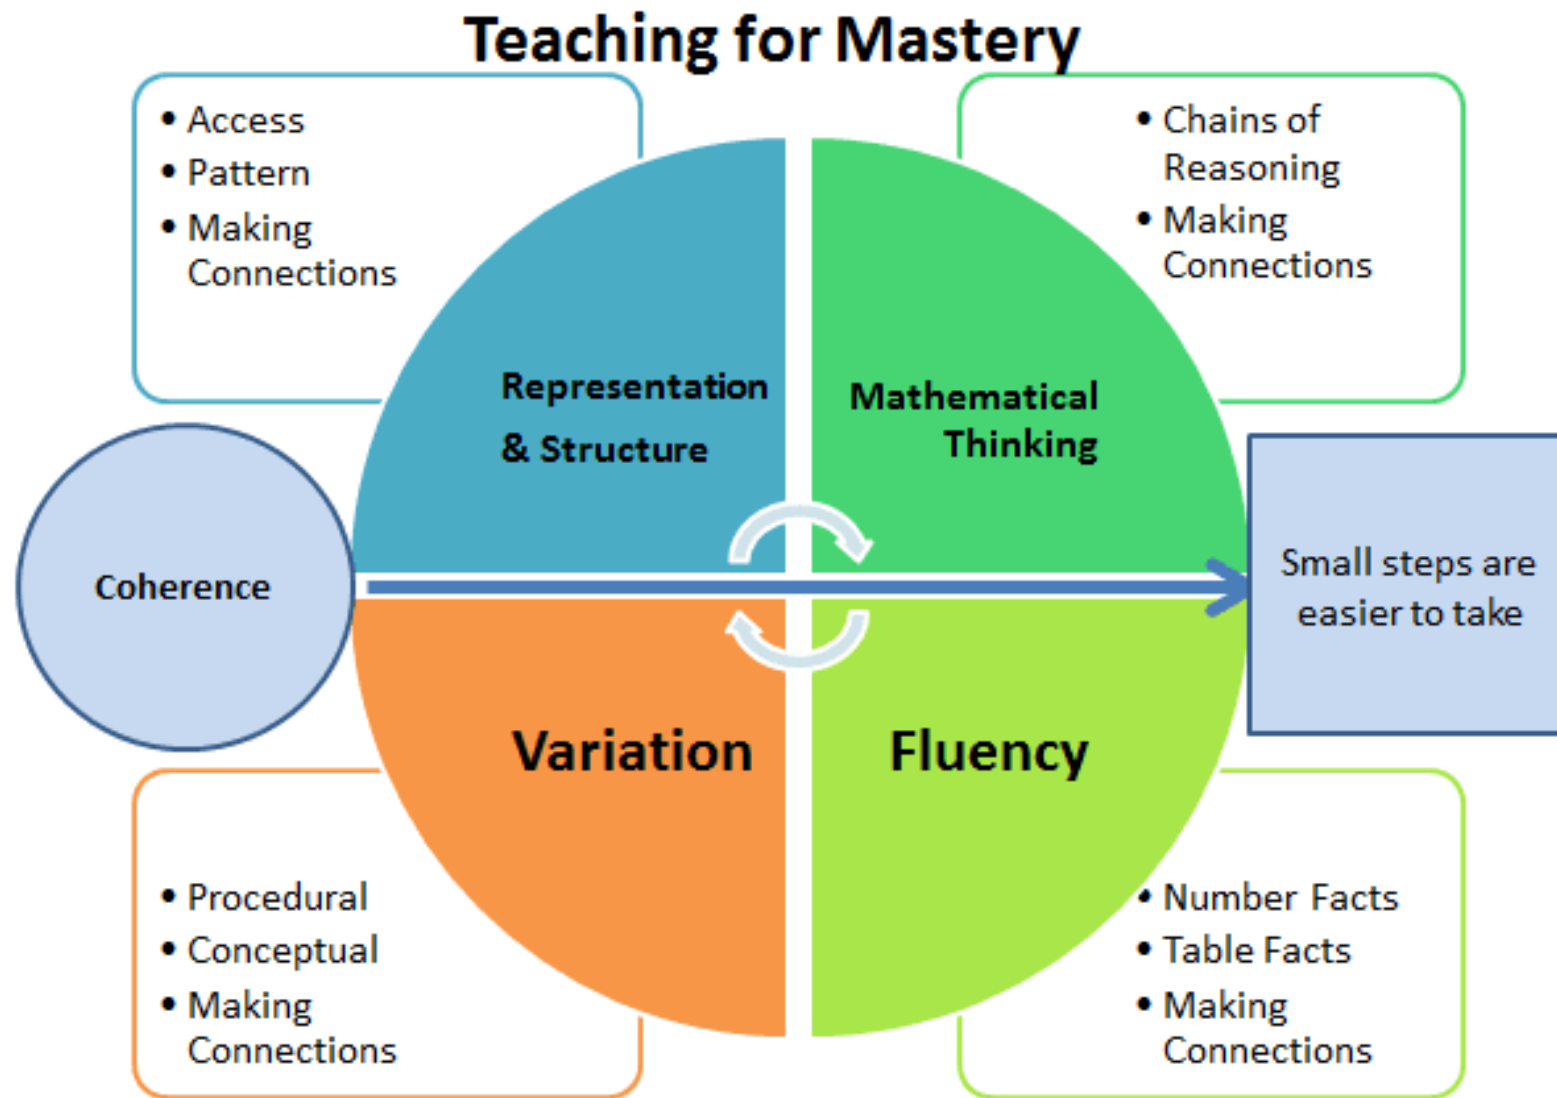 Teaching for Mastery
• Access
• Pattern
• Making
Connections
• Chains of
Reasoning
• Making
Connections
Representation
& Structure
Mathematical
Thinking
Coherence
Small steps are
easier to take
Variation
Fluency
• Procedural
• Conceptual
• Making
Connections
• Number Facts
• Table Facts
• Making
Connections